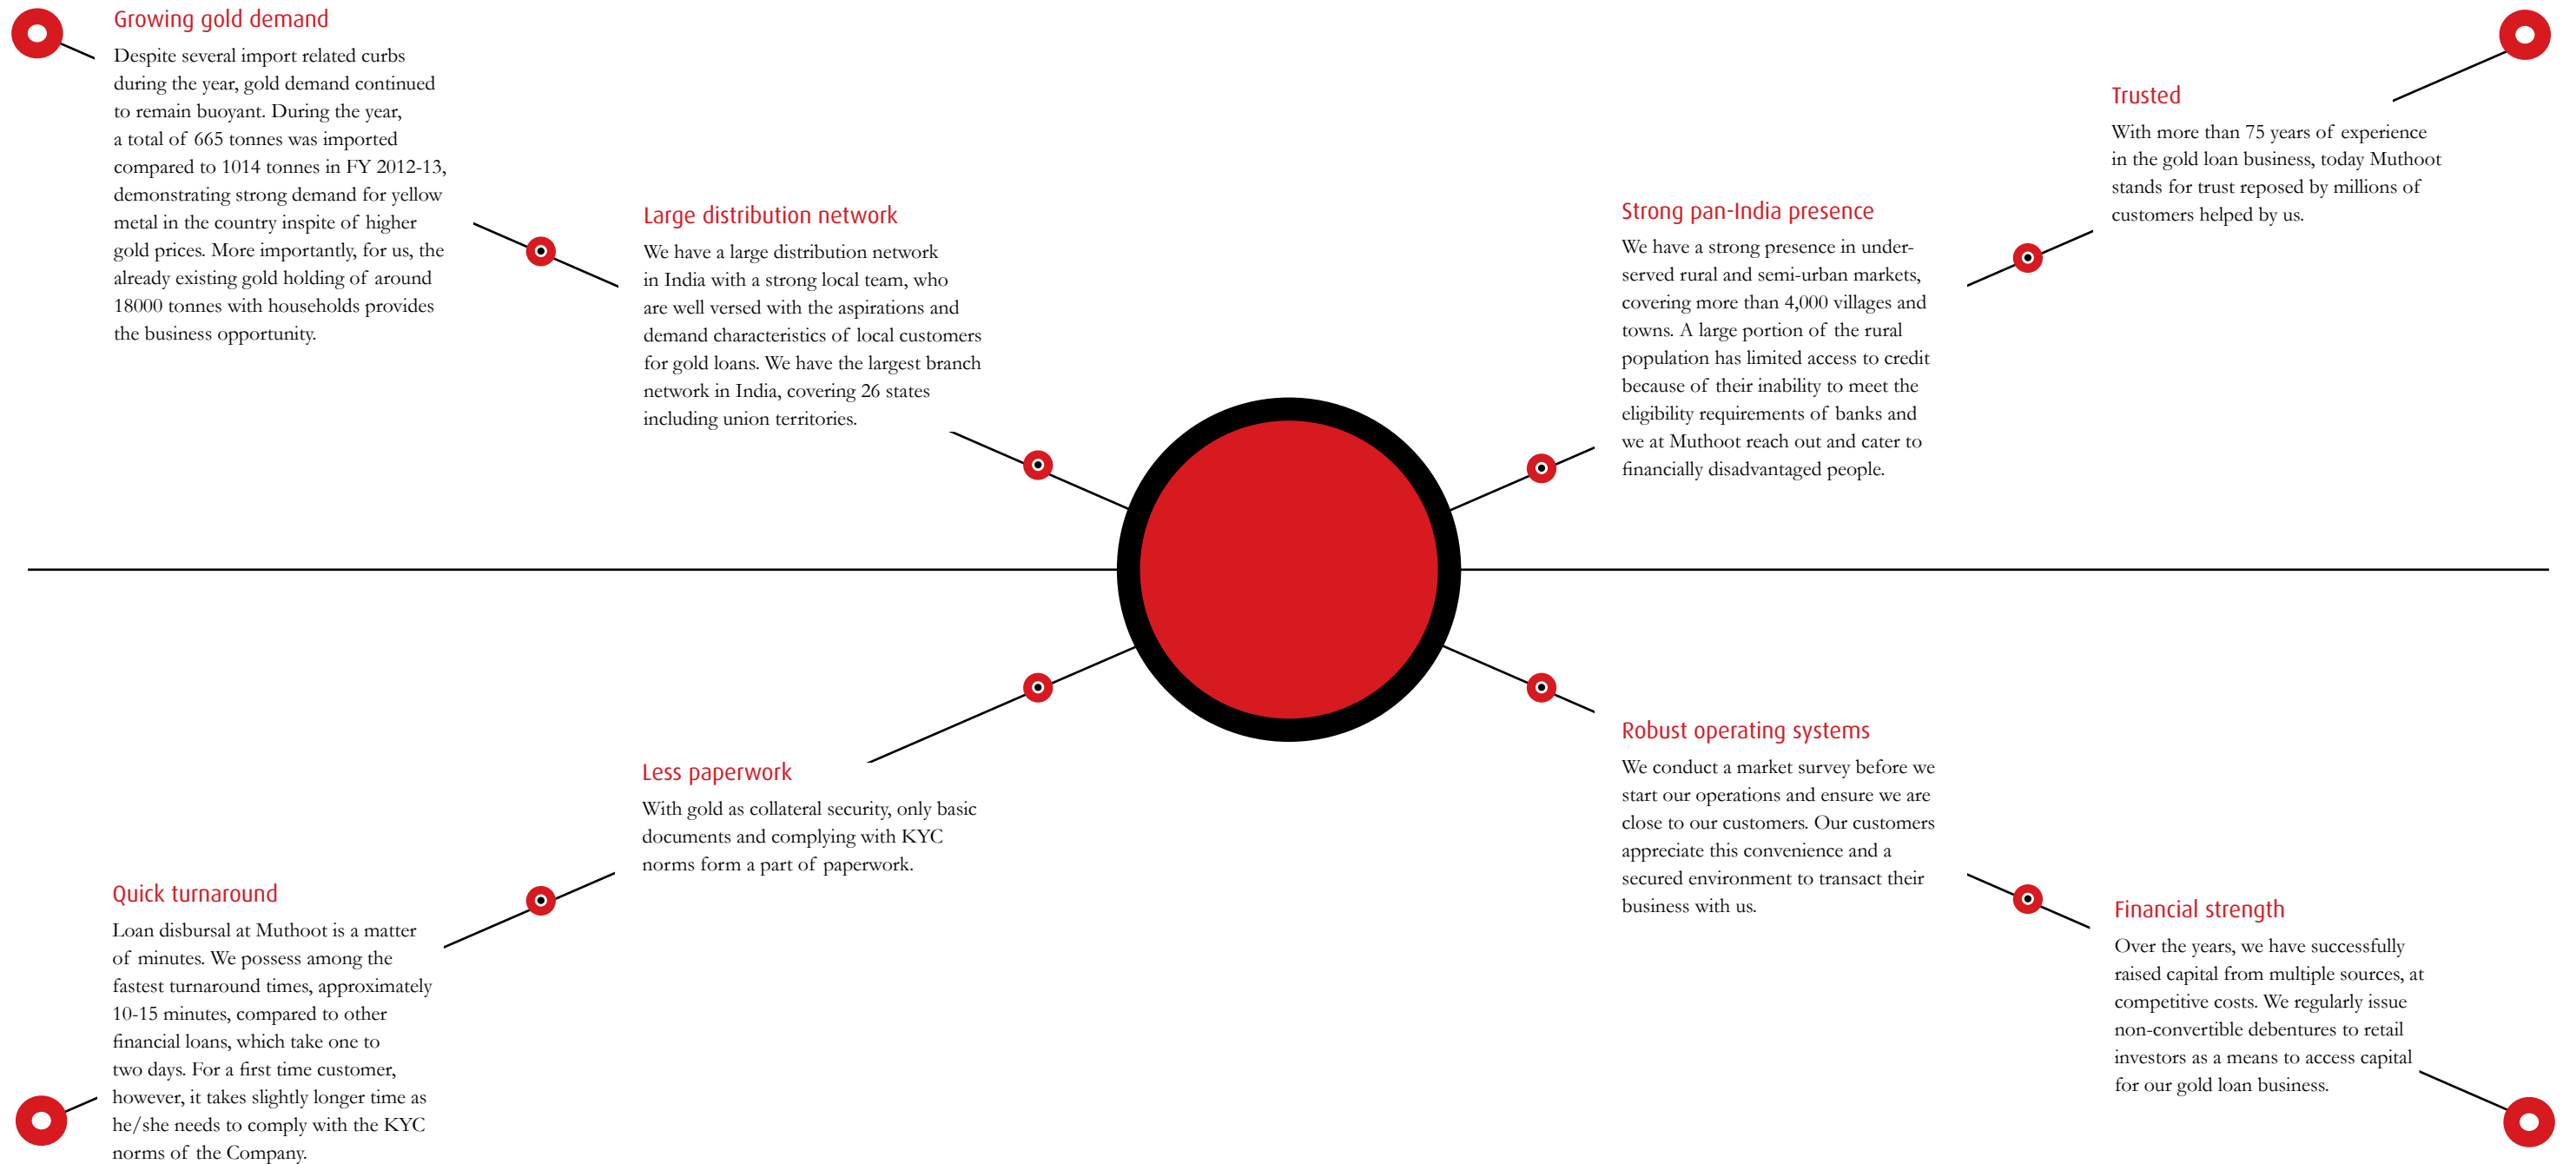 Growing gold demand
Despite several import related curbs
during the year, gold demand continued
to remain buoyant. During the year,
a total of 665 tonnes was imported
compared to 1014 tonnes in FY 2012-13,
demonstrating strong demand for yellow
metal in the country inspite of higher
gold prices. More importantly, for us, the
already existing gold holding of around
18000 tonnes with households provides
the business opportunity.
Large distribution network
We have a large distribution network
in India with a strong local team, who
are well versed with the aspirations and
demand characteristics of local customers
for gold loans. We have the largest branch
network in India, covering 26 states
including union territories.
Strong pan-India presence
We have a strong presence in under-
served rural and semi-urban markets,
covering more than 4,000 villages and
towns. A large portion of the rural
population has limited access to credit
because of their inability to meet the
eligibility requirements of banks and
we at Muthoot reach out and cater to
financially disadvantaged people.
Trusted
With more than 75 years of experience
in the gold loan business, today Muthoot
stands for trust reposed by millions of
customers helped by us.
Quick turnaround
Loan disbursal at Muthoot is a matter
of minutes. We possess among the
fastest turnaround times, approximately
10-15 minutes, compared to other
financial loans, which take one to
two days. For a first time customer,
however, it takes slightly longer time as
he/she needs to comply with the KYC
norms of the Company.
Less paperwork
With gold as collateral security, only basic
documents and complying with KYC
norms form a part of paperwork.
Robust operating systems
We conduct a market survey before we
start our operations and ensure we are
close to our customers. Our customers
appreciate this convenience and a
secured environment to transact their
business with us.
Financial strength
Over the years, we have successfully
raised capital from multiple sources, at
competitive costs. We regularly issue
non-convertible debentures to retail
investors as a means to access capital
for our gold loan business.